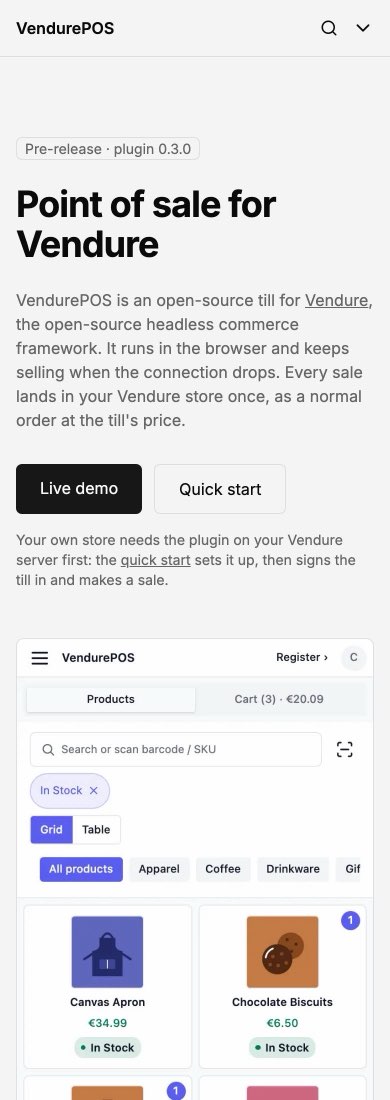 VendurePOS
Pre-release · plugin 0.3.0
Point of sale for
Vendure
VendurePOS is an open-source till for Vendure,
the open-source headless commerce
framework. It runs in the browser and keeps
selling when the connection drops. Every sale
lands in your Vendure store once, as a normal
order at the till's price.
Live demo Quick start
Your own store needs the plugin on your Vendure
server first: the quick start sets it up, then signs the
till in and makes a sale.
VendurePOS Register › C
Products Cart (3) · €20.09
Search or scan barcode / SKU
In Stock ×
Grid Table
All products Apparel Coffee Drinkware Gif
1
Canvas Apron Chocolate Biscuits
€34.99 €6.50
• In Stock • In Stock
1